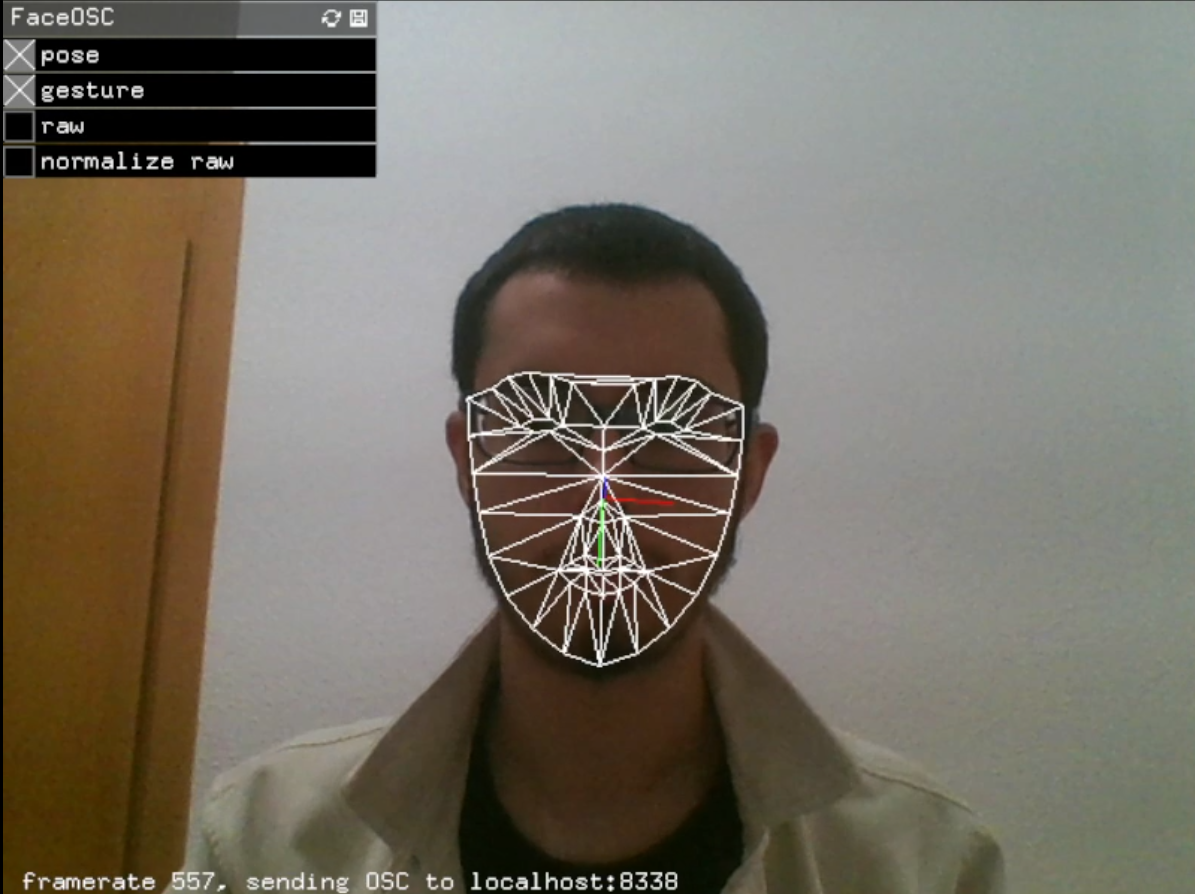 FaceOSC
pose
gesture
raw
normalize raw
framerate 557, sending OSC to localhost:8338